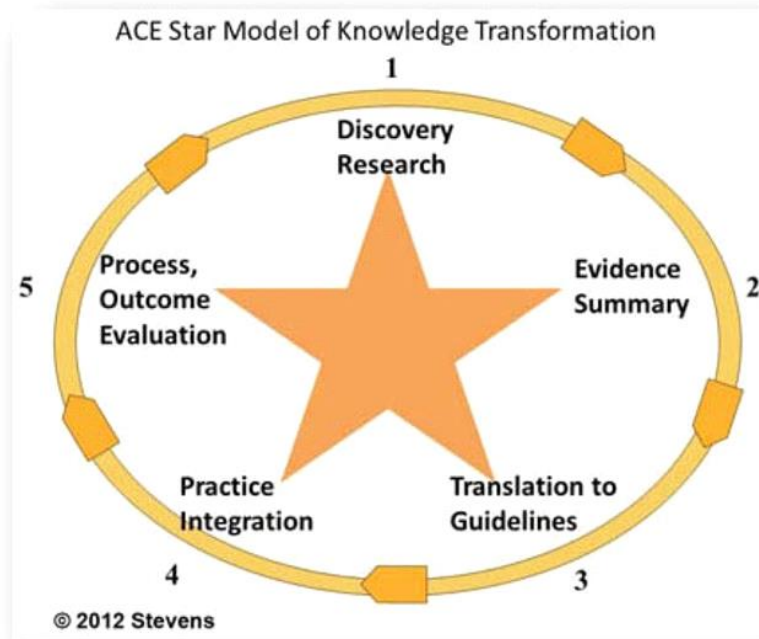 ACE Star Model of Knowledge Transformation
1
Discovery
Research
Evidence
Summary
2
Translation to
Guidelines
3
Practice
Integration
4
Process,
Outcome
Evaluation
5
© 2012 Stevens